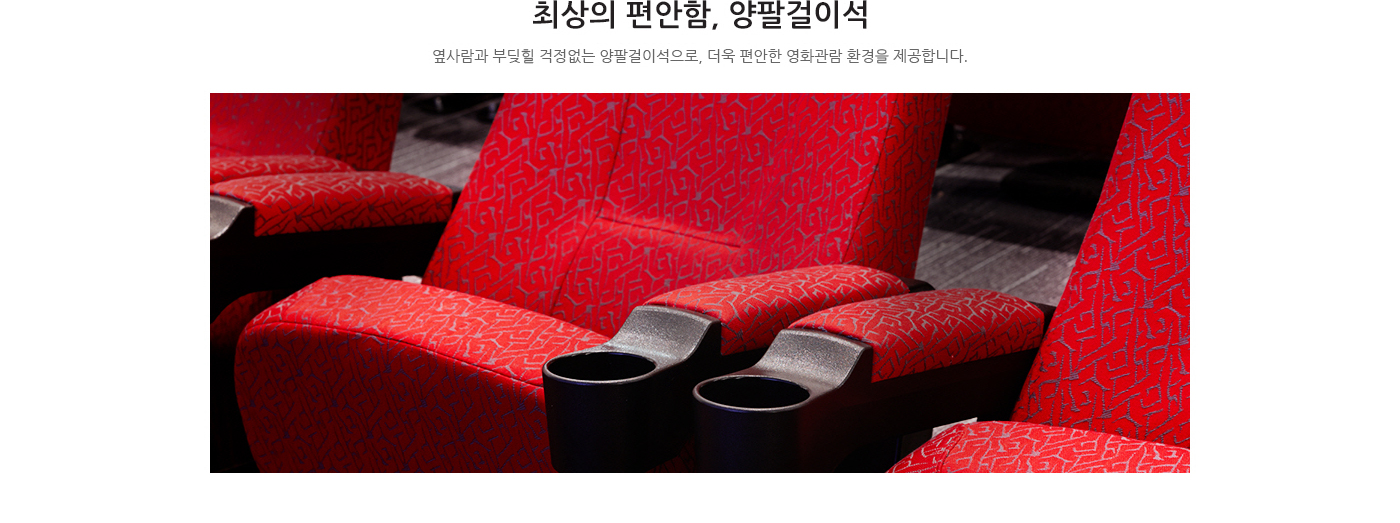 최상의 편안함, 양팔걸이석
옆사람과 부딪힐 걱정없는 양팔걸이석으로, 더욱 편안한 영화관람 환경을 제공합니다.